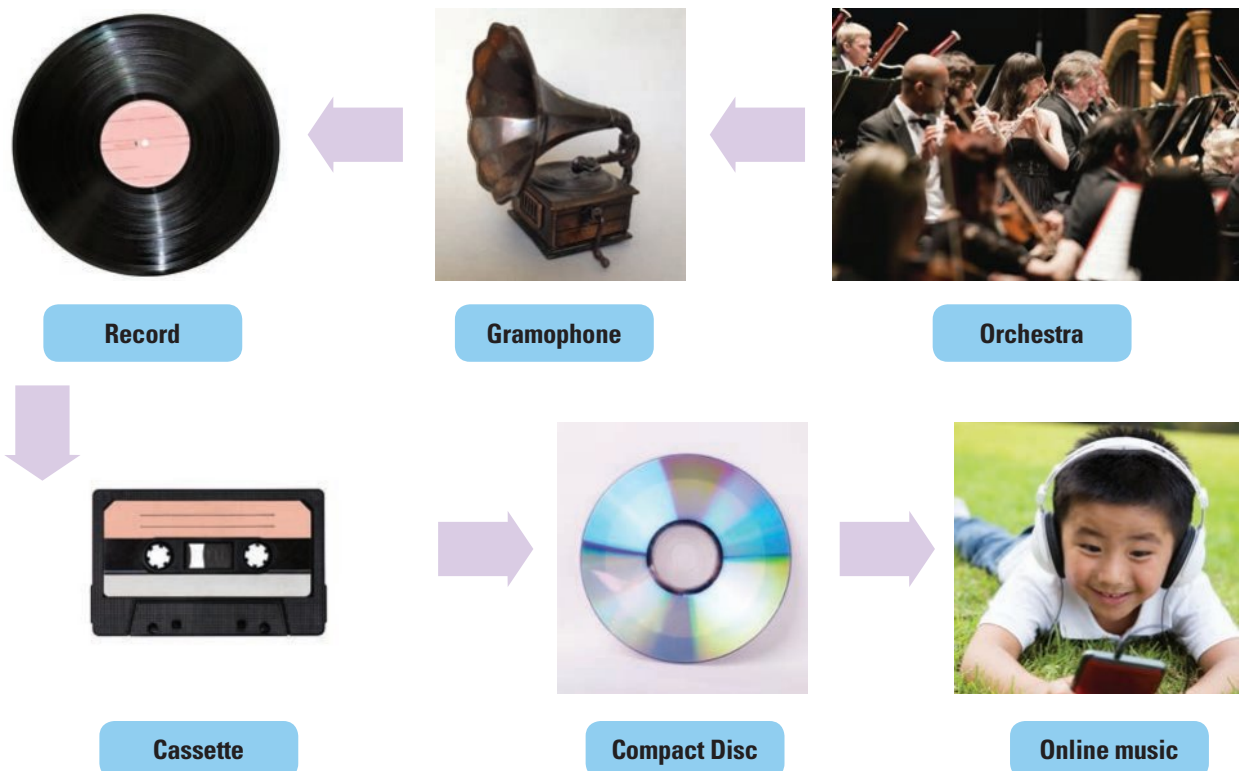 Record
Gramophone
Orchestra
Cassette
Compact Disc
Online music